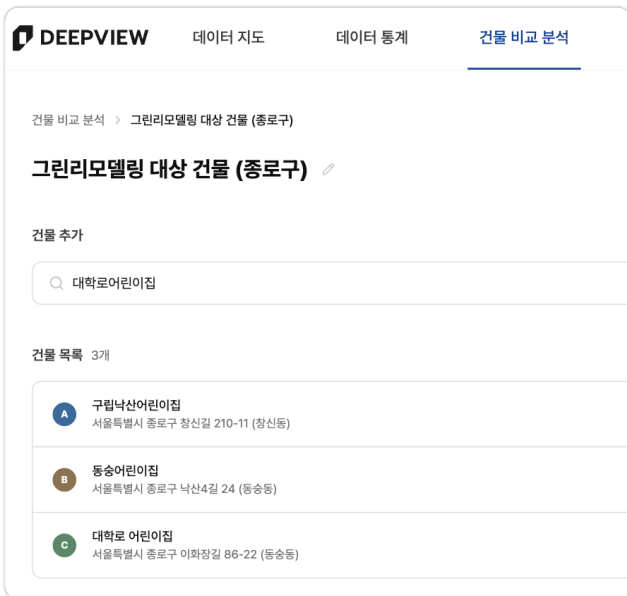 DEEPVIEW 데이터 지도 데이터 통계 건물 비교 분석
건물 비교 분석 > 그린리모델링 대상 건물 (종로구)
그린리모델링 대상 건물 (종로구)
건물 추가
대학로어린이집
건물 목록 3개
A 구립낙산어린이집
서울특별시 종로구 창신길 210-11 (창신동)
B 동숭어린이집
서울특별시 종로구 낙산4길 24 (동숭동)
C 대학로 어린이집
서울특별시 종로구 이화장길 86-22 (동숭동)